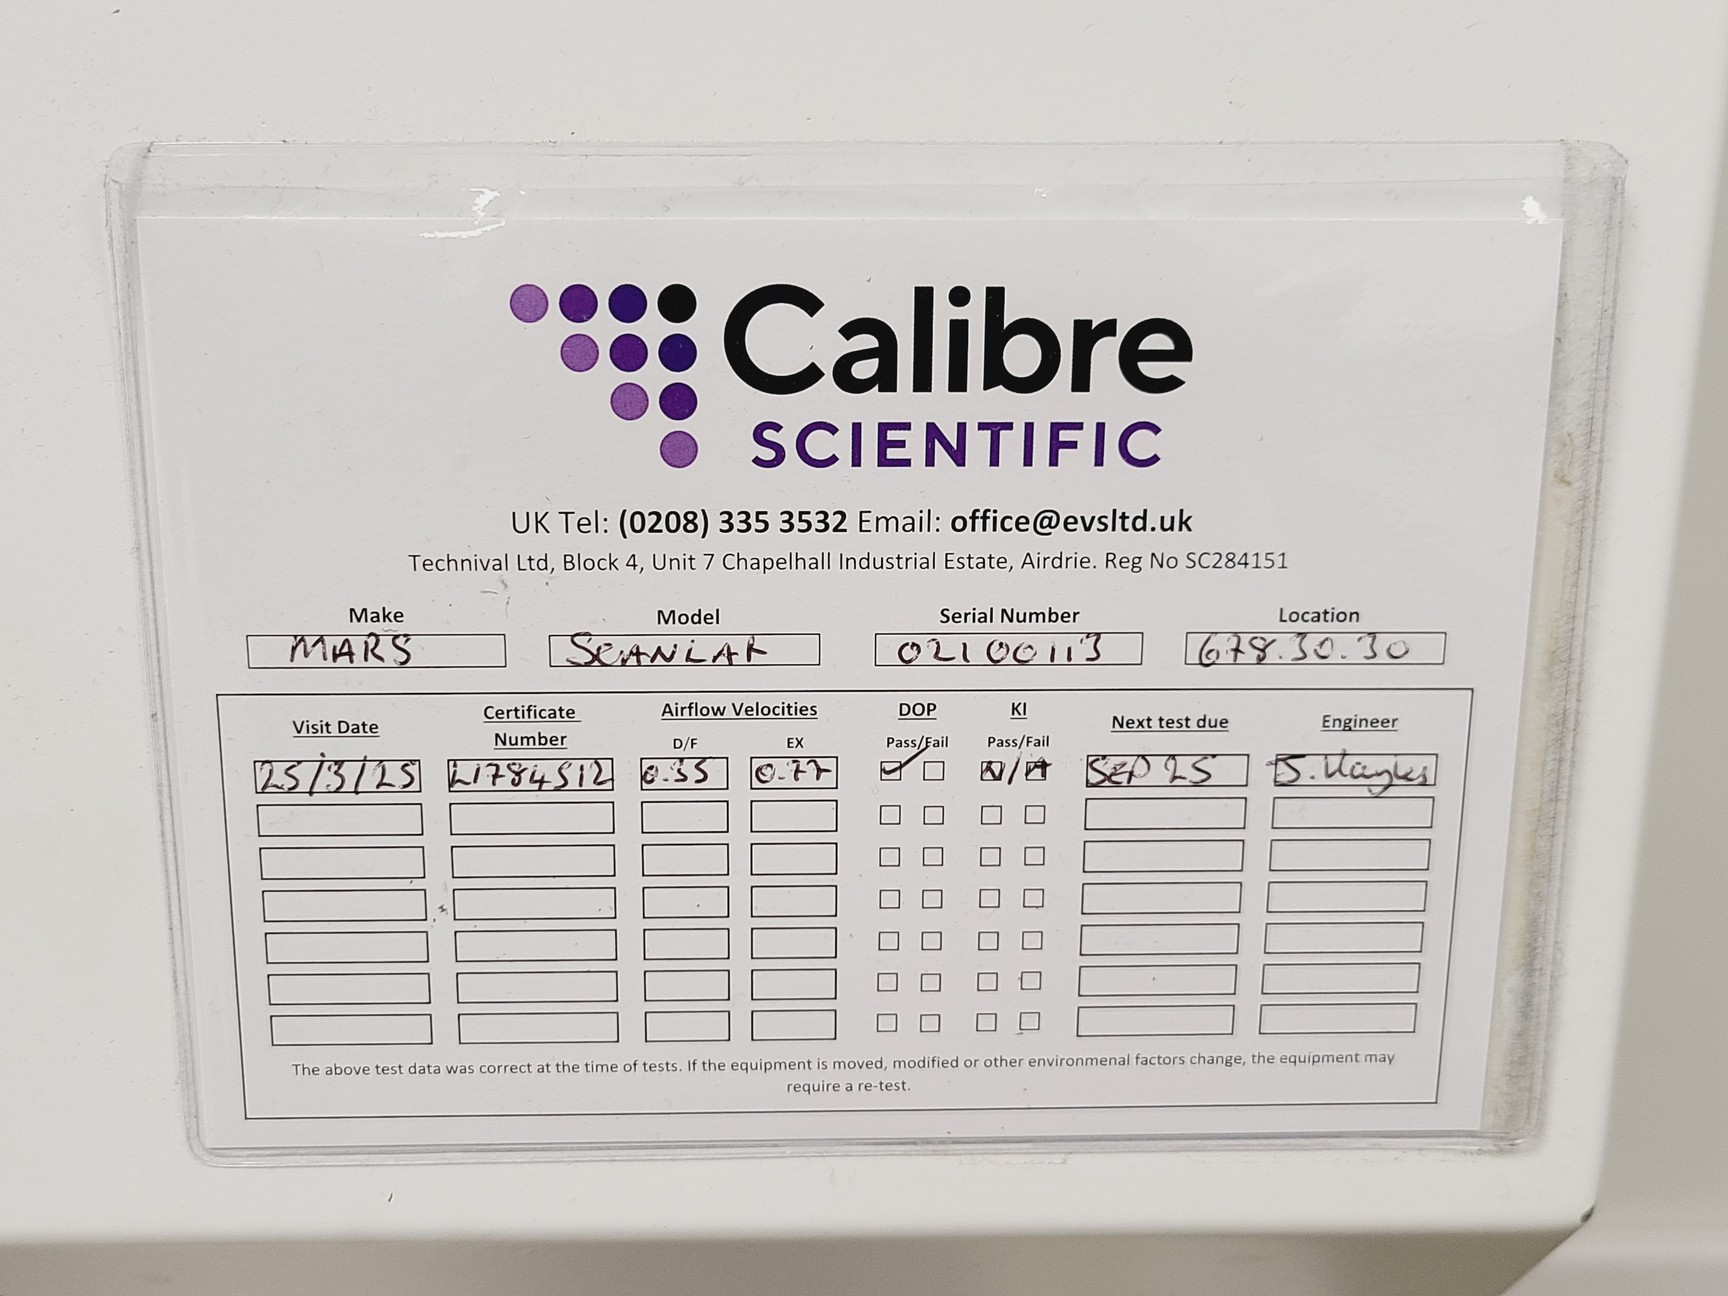 Calibre
SCIENTIFIC
UK Tel: (0208) 335 3532 Email: office@evsltd.uk
Technival Ltd, Block 4, Unit 7 Chapelhall Industrial Estate, Airdrie. Reg No SC284151
Make Model Serial Number Location
MARS SCANLAF 02100113 678.30.30
Visit Date Certificate Number Airflow Velocities DOP KI Next test due Engineer
D/F EX Pass/Fail Pass/Fail
25/3/25 L1784512 0.35 0.77 ✓ N/A SEP 25 S.
The above test data was correct at the time of tests. If the equipment is moved, modified or other environmenal factors change, the equipment may
require a re-test.